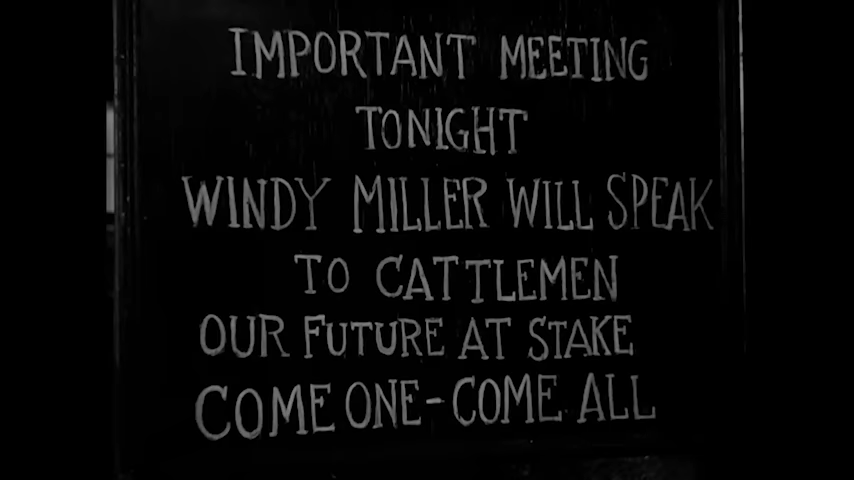 IMPORTANT MEETING
TONIGHT
WINDY MILLER WILL SPEAK
TO CATTLEMEN
OUR FUTURE AT STAKE
COME ONE-COME ALL